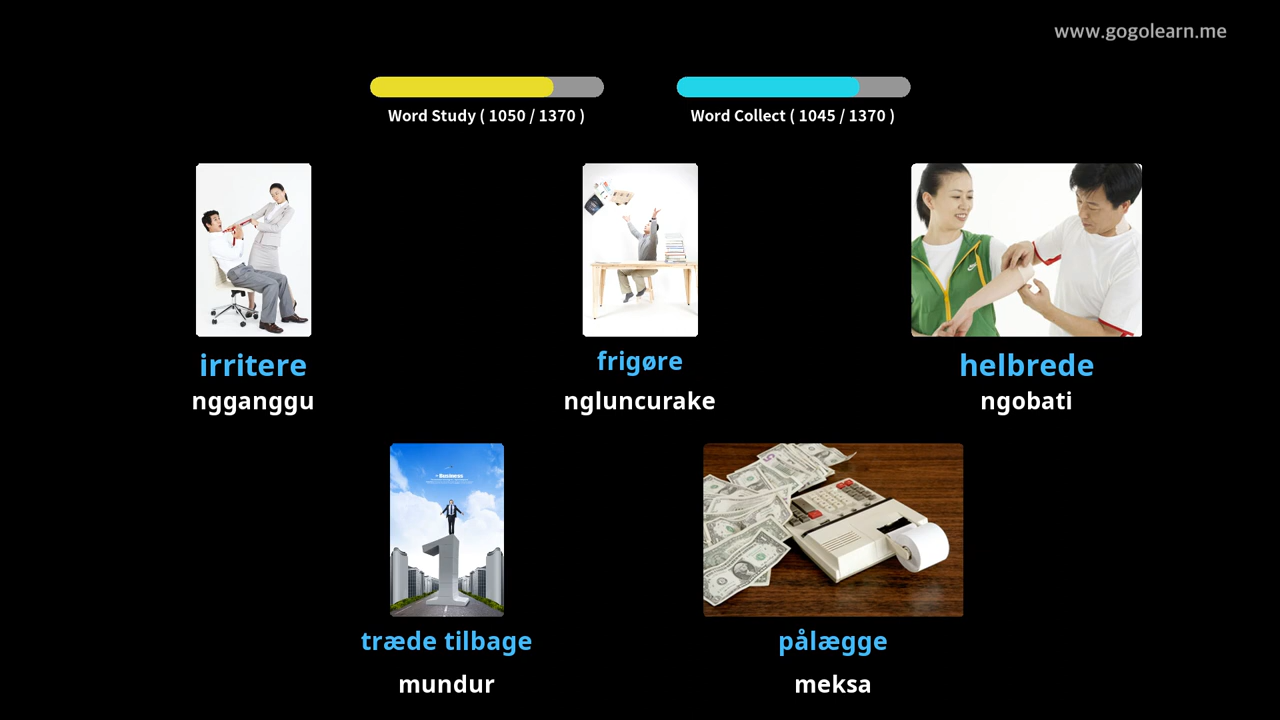 www.gogolearn.me
Word Study ( 1050 / 1370 )
Word Collect ( 1045 / 1370 )
irritere
ngganggu
frigøre
ngluncurake
helbrede
ngobati
Business
træde tilbage
mundur
pålægge
meksa